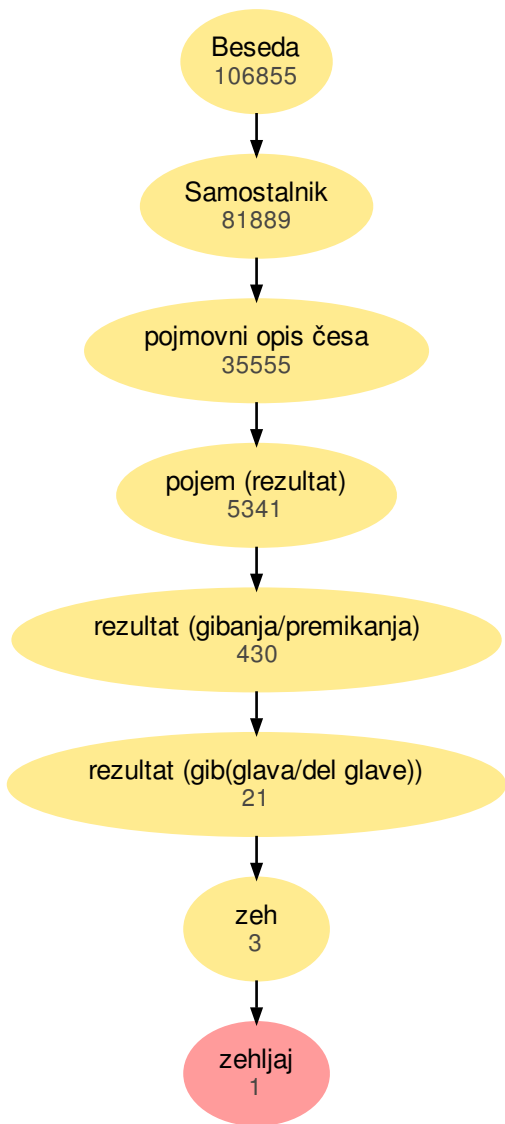 Beseda
106855
Samostalnik
81889
pojmovni opis česa
35555
pojem (rezultat)
5341
rezultat (gibanja/premikanja)
430
rezultat (gib(glava/del glave))
21
zeh
3
zehljaj
1